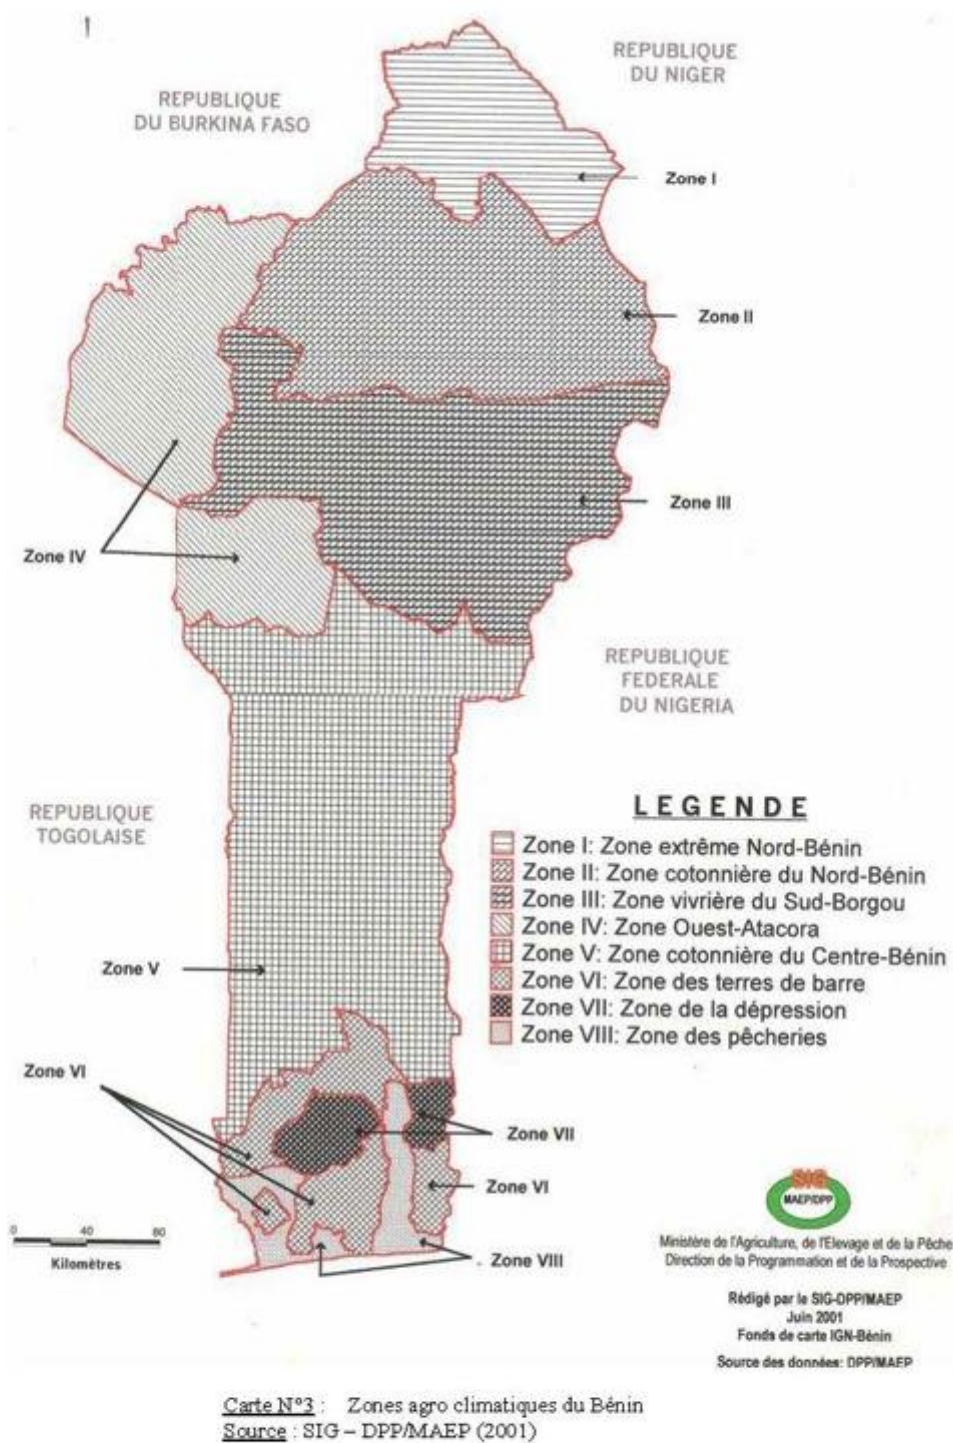 REPUBLIQUE
DU NIGER
REPUBLIQUE
DU BURKINA FASO
Zone I
Zone II
Zone III
Zone IV
REPUBLIQUE
FEDERALE
DU NIGERIA
REPUBLIQUE
TOGOLAISE
LEGENDE
Zone I: Zone extrême Nord-Bénin
Zone II: Zone cotonnière du Nord-Bénin
Zone III: Zone vivrière du Sud-Borgou
Zone IV: Zone Ouest-Atacora
Zone V: Zone cotonnière du Centre-Bénin
Zone VI: Zone des terres de barre
Zone VII: Zone de la dépression
Zone VIII: Zone des pêcheries
Zone V
Zone VI
Zone VII
Zone VI
Zone VIII
0 40 80
Kilomètres
SIG
MAEP/DPP
Ministère de l'Agriculture, de l'Elevage et de la Pêche
Direction de la Programmation et de la Prospective
Rédigé par le SIG-DPP/MAEP
Juin 2001
Fonds de carte IGN-Bénin
Source des données: DPP/MAEP
Carte N°3 : Zones agro climatiques du Bénin
Source : SIG – DPP/MAEP (2001)